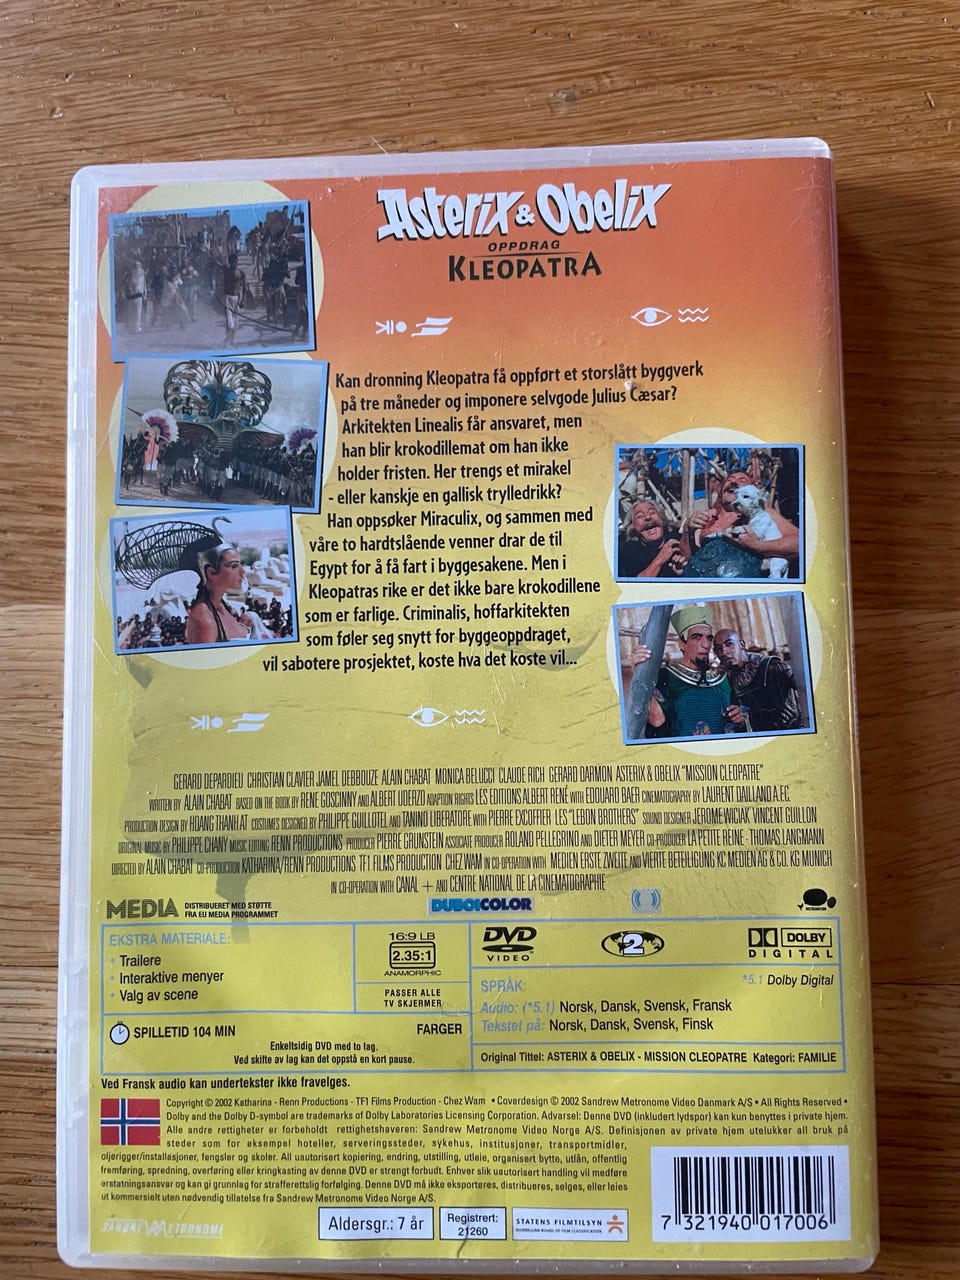 Asterix & Obelix
OPPDRAG
KLEOPATRA
Kan dronning Kleopatra få oppført et storslått byggverk
på tre måneder og imponere selvgode Julius Cæsar?
Arkitekten Linealis får ansvaret, men
han blir krokodillemat om han ikke
holder fristen. Her trengs et mirakel
- eller kanskje en gallisk trylledrikk?
Han oppsøker Miraculix, og sammen med
våre to hardtslående venner drar de til
Egypt for å få fart i byggesakene. Men i
Kleopatras rike er det ikke bare krokodillene
som er farlige. Criminalis, hoffarkitekten
som føler seg snytt for byggeoppdraget,
vil sabotere prosjektet, koste hva det koste vil...
GERARD DEPARDIEU CHRISTIAN CLAVIER JAMEL DEBBOUZE ALAIN CHABAT MONICA BELUCCI CLAUDE RICH GERARD DARMON ASTERIX & OBELIX "MISSION CLEOPATRE"
WRITTEN BY ALAIN CHABAT BASED ON THE BOOK BY RENE GOSCINNY AND ALBERT UDERZO ADAPTION RIGHTS LES EDITIONS ALBERT RENÉ WITH EDOUARD BAER CINEMATOGRAPHY BY LAURENT DAILLAND A.F.C.
PRODUCTION DESIGN BY HOANG THANH AT COSTUMES DESIGNED BY PHILIPPE GUILLOTEL AND TANINO LIBERATORE WITH PIERRE EXCOFFIER LES "LEBON BROTHERS" SOUND DESIGNER JEROME WICIAK VINCENT GUILLON
ORIGINAL MUSIC BY PHILIPPE CHANY MUSIC EDITING RENN PRODUCTIONS PRODUCER PIERRE GRUNSTEIN ASSOCIATE PRODUCER ROLAND PELLEGRINO AND DIETER MEYER CO-PRODUCER LA PETITE REINE - THOMAS LANGMANN
DIRECTED BY ALAIN CHABAT CO-PRODUCTION KATHARINA/RENN PRODUCTIONS TF1 FILMS PRODUCTION CHEZ WAM IN CO-OPERATION WITH MEDIEN ERSTE ZWEITE AND VIERTE BETEILIGUNG KC MEDIEN AG & CO. KG MUNICH
IN CO-OPERATION WITH CANAL + AND CENTRE NATIONAL DE LA CINEMATOGRAPHIE
MEDIA DISTRIBUERET MED STØTTE
FRA EU MEDIA PROGRAMMET
DUBOICOLOR
EKSTRA MATERIALE:
• Trailere
• Interaktive menyer
• Valg av scene
16:9 LB
2.35:1
ANAMORPHIC
PASSER ALLE
TV SKJERMER
SPILLETID 104 MIN
FARGER
Enkeltsidig DVD med to lag.
Ved skifte av lag kan det oppstå en kort pause.
DVD
VIDEO
2
DOLBY
DIGITAL
*5.1 Dolby Digital
SPRÅK:
Audio: (*5.1) Norsk, Dansk, Svensk, Fransk
Tekstet på: Norsk, Dansk, Svensk, Finsk
Original Tittel: ASTERIX & OBELIX - MISSION CLEOPATRE Kategori: FAMILIE
Ved Fransk audio kan undertekster ikke fravelges.
Copyright © 2002 Katharina - Renn Productions - TF1 Films Production - Chez Wam • Coverdesign © 2002 Sandrew Metronome Video Danmark A/S • All Rights Reserved •
Dolby and the Dolby D-symbol are trademarks of Dolby Laboratories Licensing Corporation. Advarsel: Denne DVD (inkludert lydspor) kan kun benyttes i private hjem.
Alle andre rettigheter er forbeholdt rettighetshaveren: Sandrew Metronome Video Norge A/S. Definisjonen av private hjem utelukker all bruk på
steder som for eksempel hoteller, serveringssteder, sykehus, institusjoner, transportmidler,
oljerigger/installasjoner, fengsler og skoler. All uautorisert kopiering, endring, utstilling, utleie, organisert bytte, utlån, offentlig
fremføring, spredning, overføring eller kringkasting av denne DVD er strengt forbudt. Enhver slik uautorisert handling vil medføre
erstatningsansvar og kan gi grunnlag for strafferettslig forfølging. Denne DVD må ikke eksporteres, distribueres, selges, eller leies
ut kommersielt uten nødvendig tillatelse fra Sandrew Metronome Video Norge A/S.
SANDREW METRONOME
Aldersgr.: 7 år
Registrert:
21260
STATENS FILMTILSYN
NORWEGIAN BOARD OF FILM CLASSIFICATION
7 321940 017006